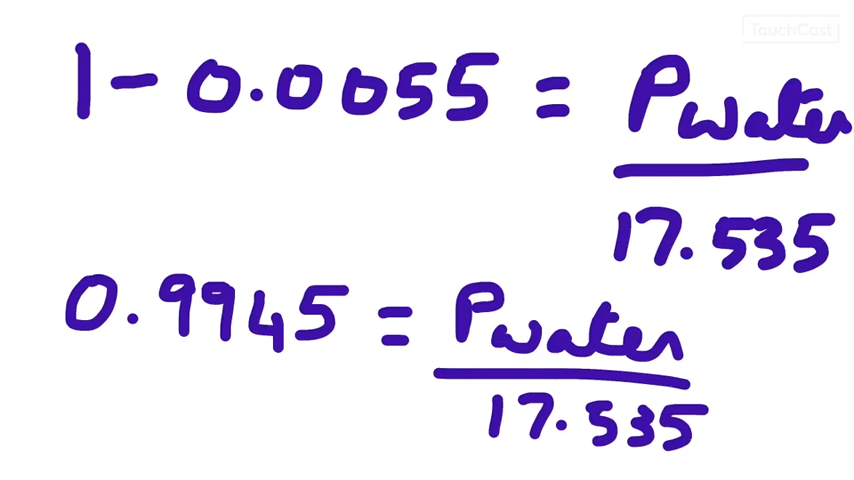 TouchCast
1 - 0.0055 = Pwater
17.535
0.9945 = Pwater
17.535